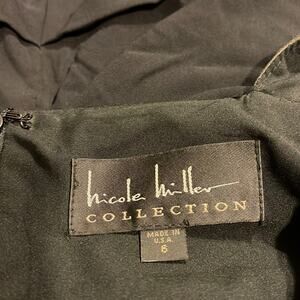 nicole miller
COLLECTION
MADE IN
U.S.A.
6